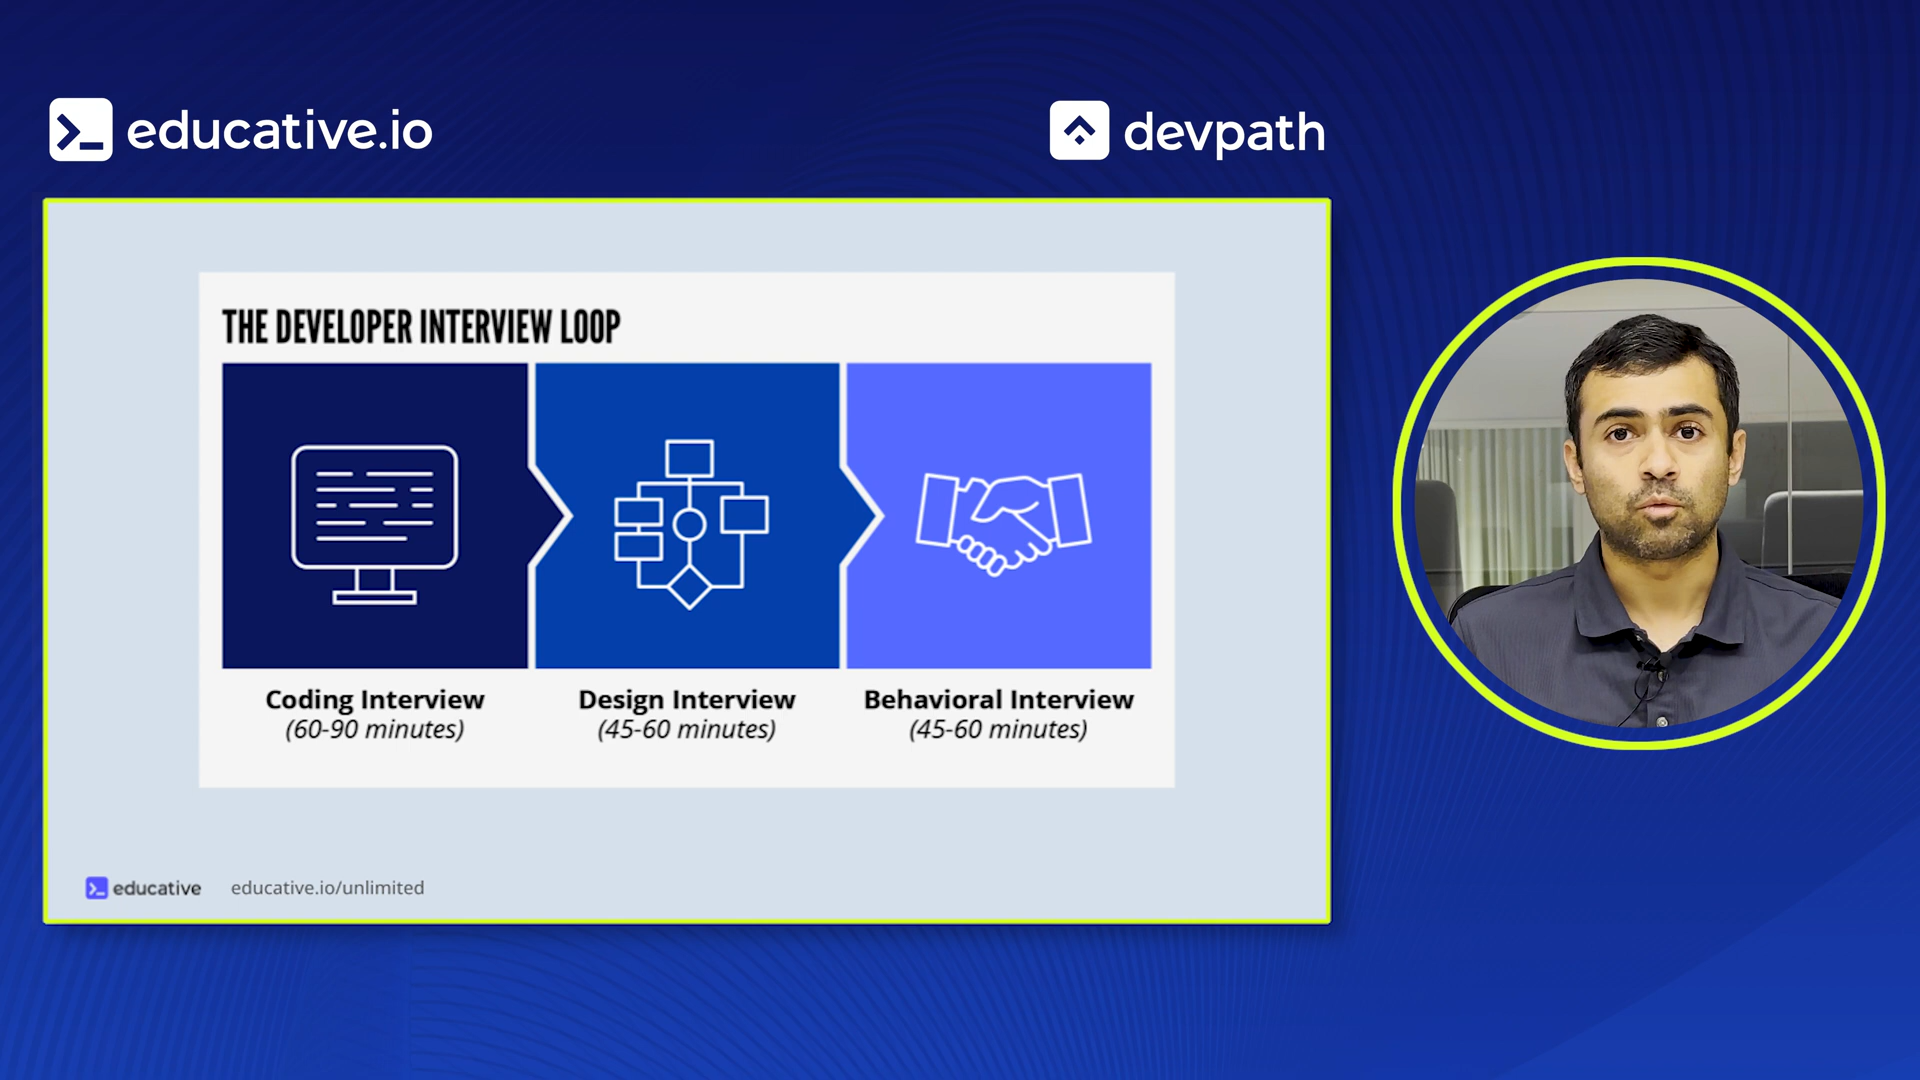 educative.io
devpath
THE DEVELOPER INTERVIEW LOOP
Coding Interview
(60-90 minutes)
Design Interview
(45-60 minutes)
Behavioral Interview
(45-60 minutes)
educative
educative.io/unlimited